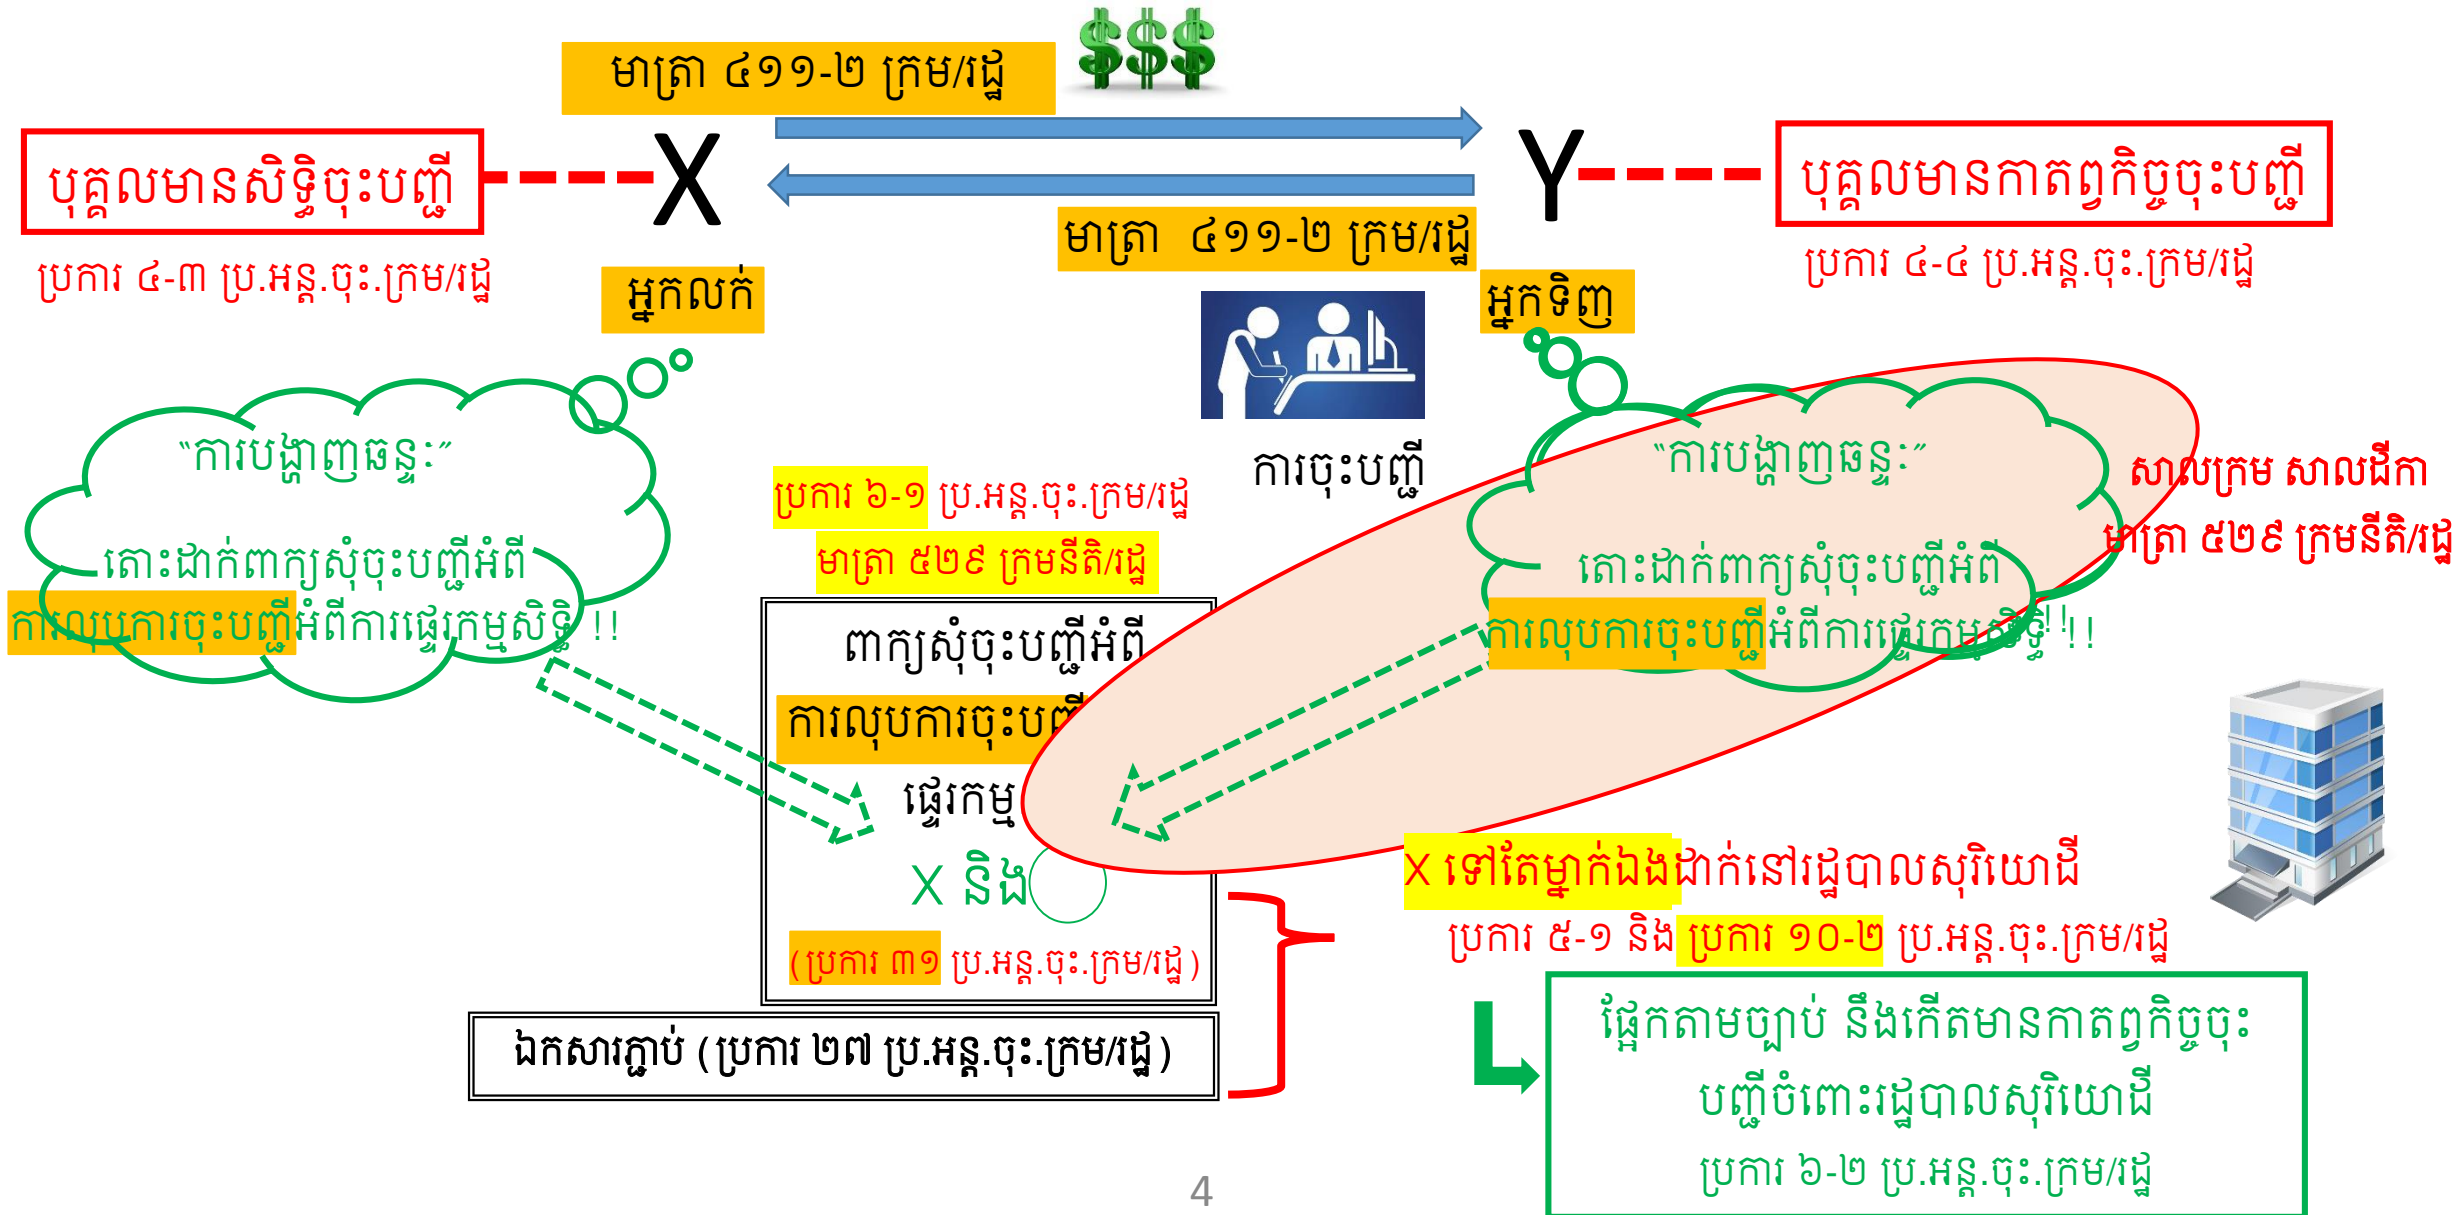 មាត្រា ៤១១-២ ក្រម/រដ្ឋ
$$$
បុគ្គលមានសិទ្ធិចុះបញ្ជី
X
Y
បុគ្គលមានកាតព្វកិច្ចចុះបញ្ជី
មាត្រា ៤១១-២ ក្រម/រដ្ឋ
ប្រការ ៤-៣ ប្រ.អន្ត.ចុះ.ក្រម/រដ្ឋ
ប្រការ ៤-៤ ប្រ.អន្ត.ចុះ.ក្រម/រដ្ឋ
អ្នកលក់
អ្នកទិញ
"ការបង្ហាញឆន្ទៈ"
តោះដាក់ពាក្យសុំចុះបញ្ជីអំពី
ការលុបការចុះបញ្ជីអំពីការផ្ទេរកម្មសិទ្ធិ !!
ការចុះបញ្ជី
"ការបង្ហាញឆន្ទៈ"
តោះដាក់ពាក្យសុំចុះបញ្ជីអំពី
ការលុបការចុះបញ្ជីអំពីការផ្ទេរកម្មសិទ្ធិ !!
!!
សាលក្រម សាលដីកា
មាត្រា ៥២៩ ក្រមនីតិ/រដ្ឋ
ប្រការ ៦-១ ប្រ.អន្ត.ចុះ.ក្រម/រដ្ឋ
មាត្រា ៥២៩ ក្រមនីតិ/រដ្ឋ
ពាក្យសុំចុះបញ្ជីអំពី
ការលុបការចុះបញ្ជី
ផ្ទេរកម្ម
X និង
(ប្រការ ៣១ ប្រ.អន្ត.ចុះ.ក្រម/រដ្ឋ)
ឯកសារភ្ជាប់ (ប្រការ ២៧ ប្រ.អន្ត.ចុះ.ក្រម/រដ្ឋ)
X ទៅតែម្នាក់ឯងដាក់នៅរដ្ឋបាលសុរិយោដី
ប្រការ ៥-១ និង ប្រការ ១០-២ ប្រ.អន្ត.ចុះ.ក្រម/រដ្ឋ
ផ្អែកតាមច្បាប់ នឹងកើតមានកាតព្វកិច្ចចុះ
បញ្ជីចំពោះរដ្ឋបាលសុរិយោដី
ប្រការ ៦-២ ប្រ.អន្ត.ចុះ.ក្រម/រដ្ឋ
4